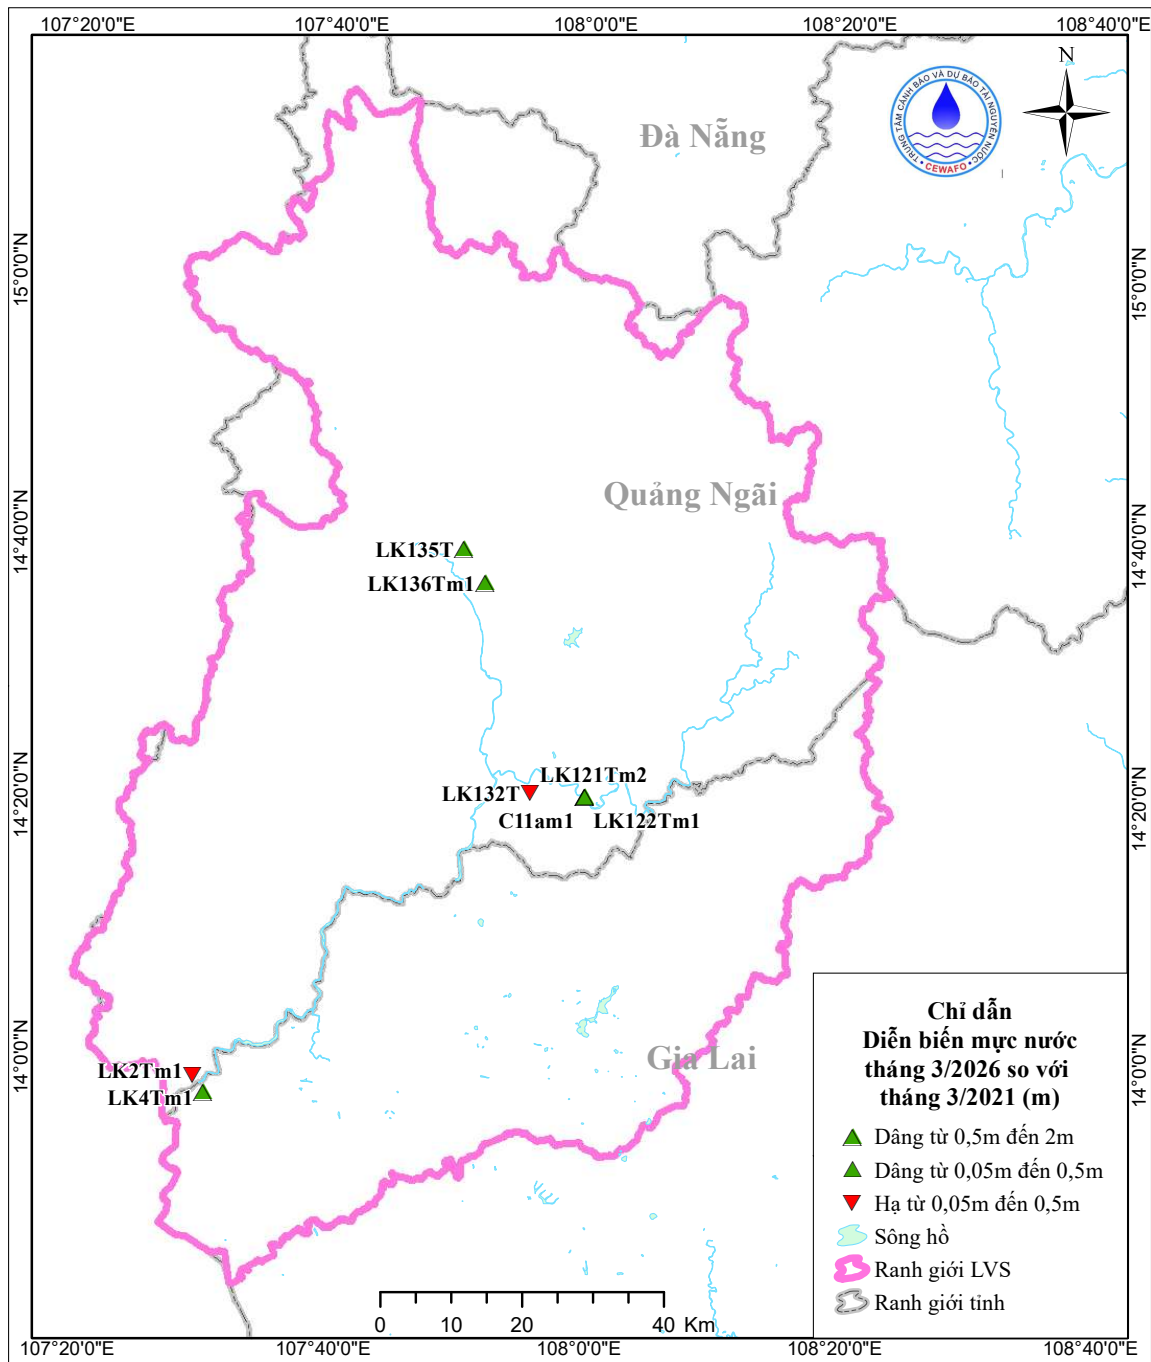 107°20'0"E
107°40'0"E
108°0'0"E
108°20'0"E
108°40'0"E
N
TRUNG TÂM CẢNH BÁO VÀ DỰ BÁO TÀI NGUYÊN NƯỚC
CEWAFO
Đà Nẵng
15°0'0"N
15°0'0"N
Quảng Ngãi
14°40'0"N
14°40'0"N
LK135T
LK136Tm1
LK121Tm2
LK132T
C11am1
LK122Tm1
14°20'0"N
14°20'0"N
Gia Lai
LK2Tm1
LK4Tm1
14°0'0"N
14°0'0"N
Chỉ dẫn
Diễn biến mực nước
tháng 3/2026 so với
tháng 3/2021 (m)
Dâng từ 0,5m đến 2m
Dâng từ 0,05m đến 0,5m
Hạ từ 0,05m đến 0,5m
Sông hồ
Ranh giới LVS
Ranh giới tỉnh
0 10 20 40 Km
107°20'0"E
107°40'0"E
108°0'0"E
108°20'0"E
108°40'0"E